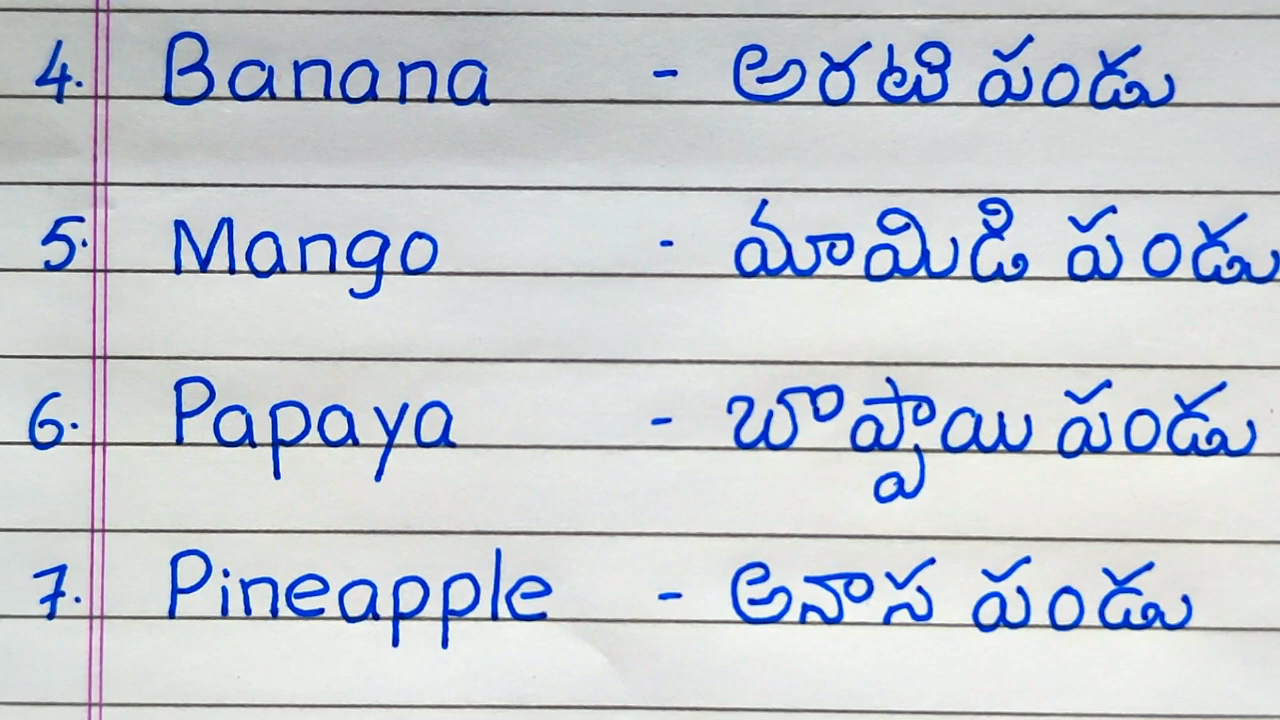 4. Banana - అరటి పండు
5. Mango - మామిడి పండు
6. Papaya - బొప్పాయి పండు
7. Pineapple - అనాస పండు